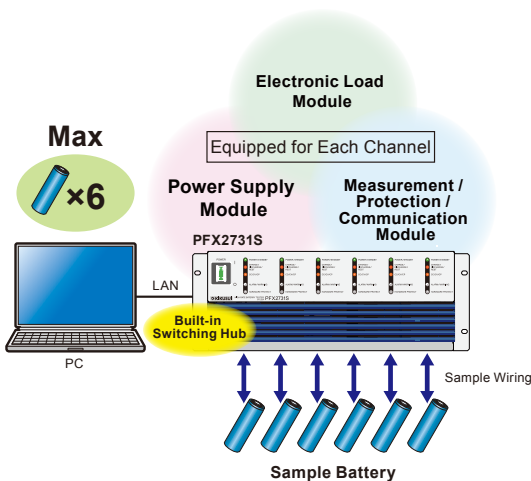 Electronic Load
Module
Max
×6
Equipped for Each Channel
Power Supply
Module
Measurement /
Protection /
Communication
Module
PFX2731S
POWER
LAN
PFX2731S
Built-in
Switching Hub
PC
Sample Wiring
Sample Battery